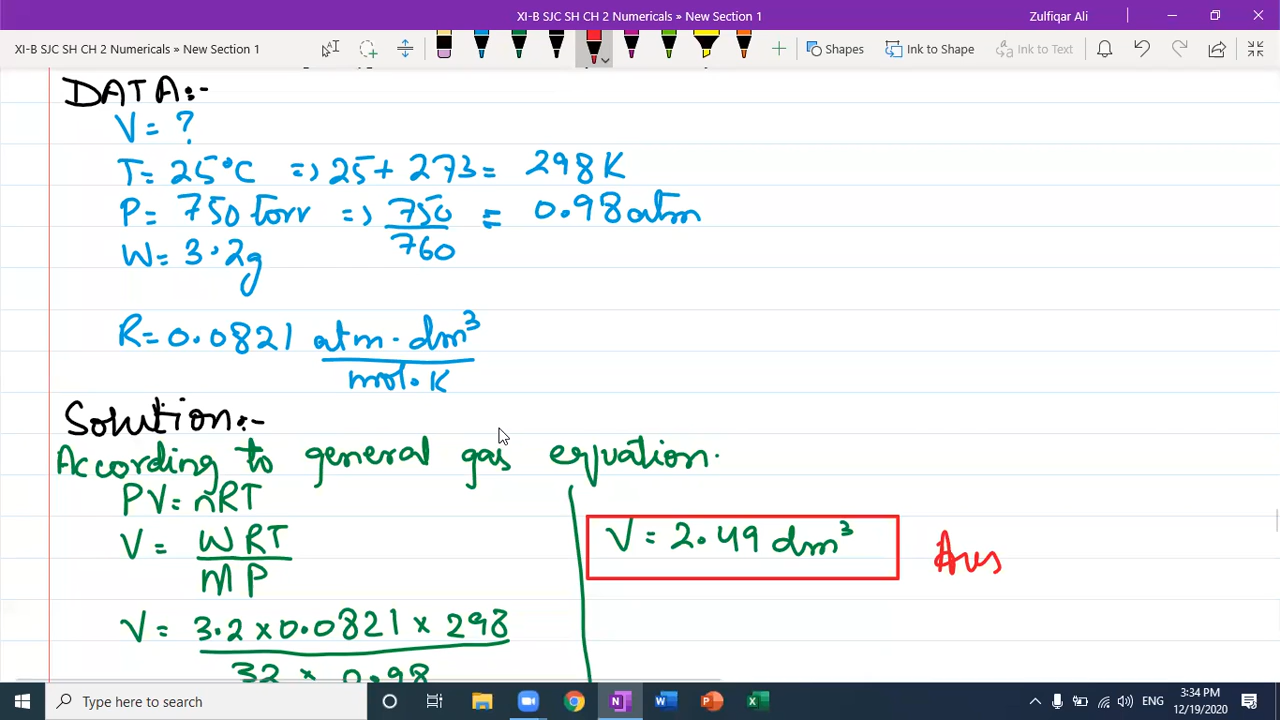 XI-B SJC SH CH 2 Numericals » New Section 1
Zulfiqar Ali
XI-B SJC SH CH 2 Numericals » New Section 1
Shapes
Ink to Shape
Ink to Text
DATA:-
V = ?
T = 25°C => 25 + 273 = 298 K
P = 750 torr => 750/760 = 0.98 atm
W = 3.2g
R = 0.0821 atm. dm³
mol. K
Solution:-
According to general gas equation.
PV = nRT
V = WRT
MP
V = 3.2 x 0.0821 x 298
32 x 0.98
V = 2.49 dm³
Ans
Type here to search
ENG
3:34 PM
12/19/2020